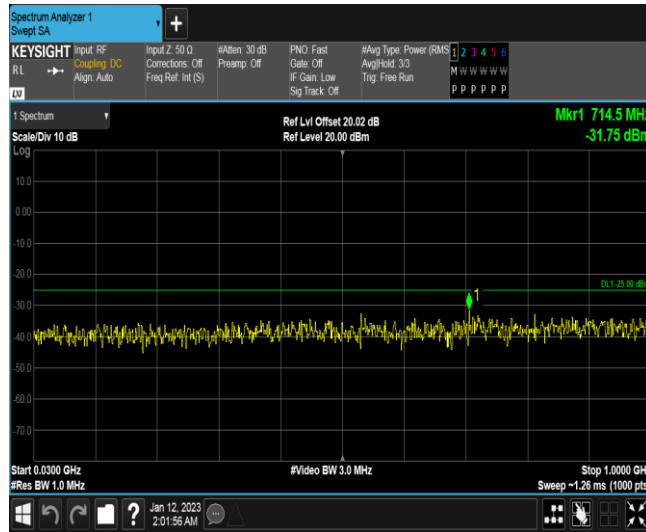 Spectrum Analyzer 1
Swept SA
+
KEYSIGHT
RL
LXI
Input: RF
Coupling: DC
Align: Auto
Input Z: 50 Ω
Corrections: Off
Freq Ref: Int (S)
#Atten: 30 dB
Preamp: Off
PNO: Fast
Gate: Off
IF Gain: Low
Sig Track: Off
#Avg Type: Power (RMS
Avg|Hold: 3/3
Trig: Free Run
1 2 3 4 5 6
M W W W W W
P P P P P P
1 Spectrum
Scale/Div 10 dB
Log
Ref Lvl Offset 20.02 dB
Ref Level 20.00 dBm
Mkr1 714.5 MHz
-31.75 dBm
10.0
0.00
-10.0
-20.0
DL1 -25.00 dBm
1
-30.0
-40.0
-50.0
-60.0
-70.0
Start 0.0300 GHz
#Res BW 1.0 MHz
#Video BW 3.0 MHz
Stop 1.0000 GHz
Sweep ~1.26 ms (1000 pts)
?
Jan 12, 2023
2:01:56 AM